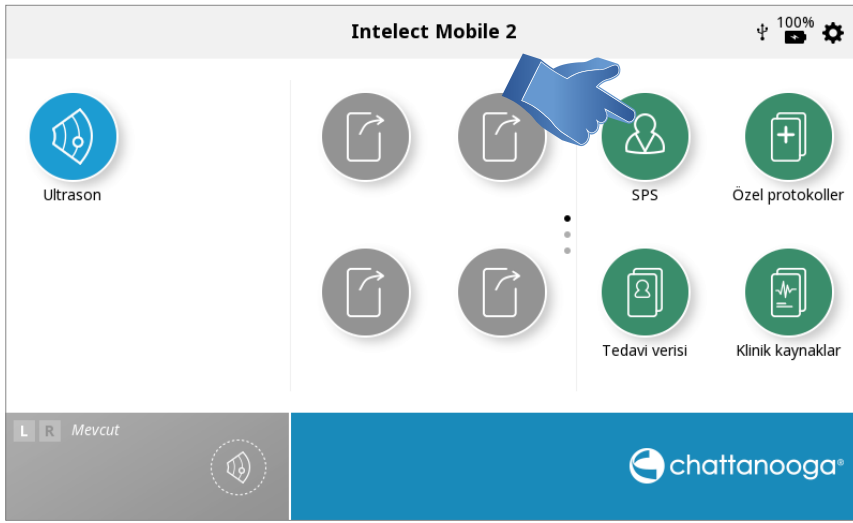 Intelect Mobile 2
100%
Ultrason
SPS
Özel protokoller
Tedavi verisi
Klinik kaynaklar
L R Mevcut
chattanooga®